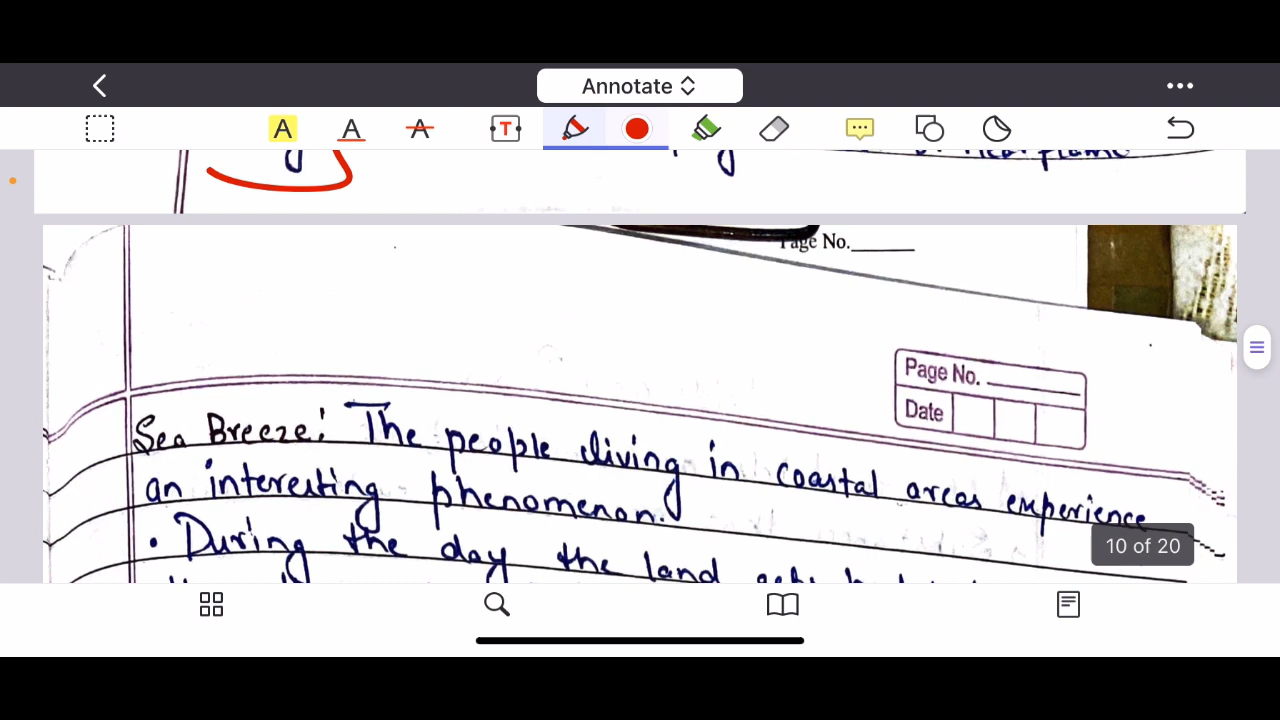 Annotate
A A A T
Page No.
Page No.
Date
Sea Breeze: The people living in coastal areas experience
an interesting phenomenon.
• During the day the land gets
10 of 20